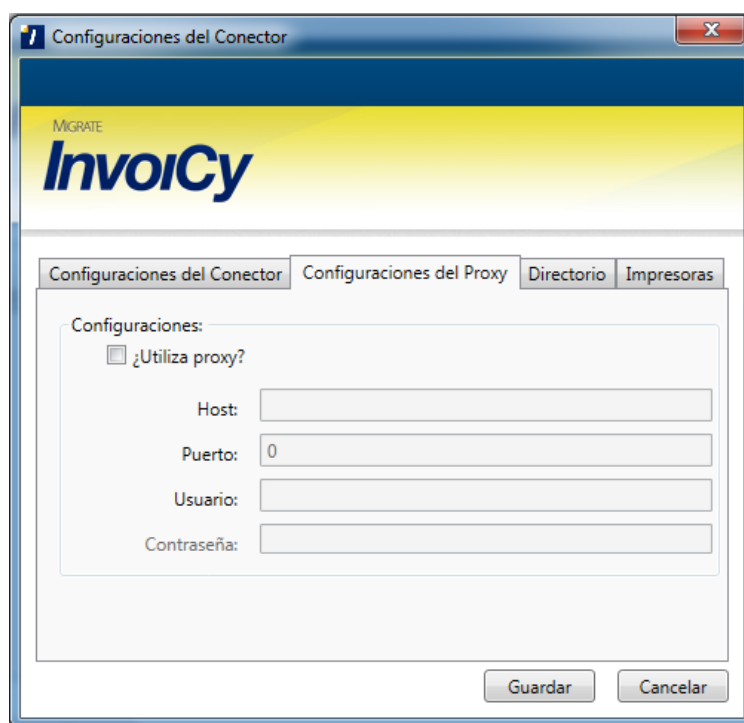 Configuraciones del Conector
MIGRATE
InvoiCy
Configuraciones del Conector Configuraciones del Proxy Directorio Impresoras
Configuraciones:
¿Utiliza proxy?
Host:
Puerto: 0
Usuario:
Contraseña:
Guardar Cancelar